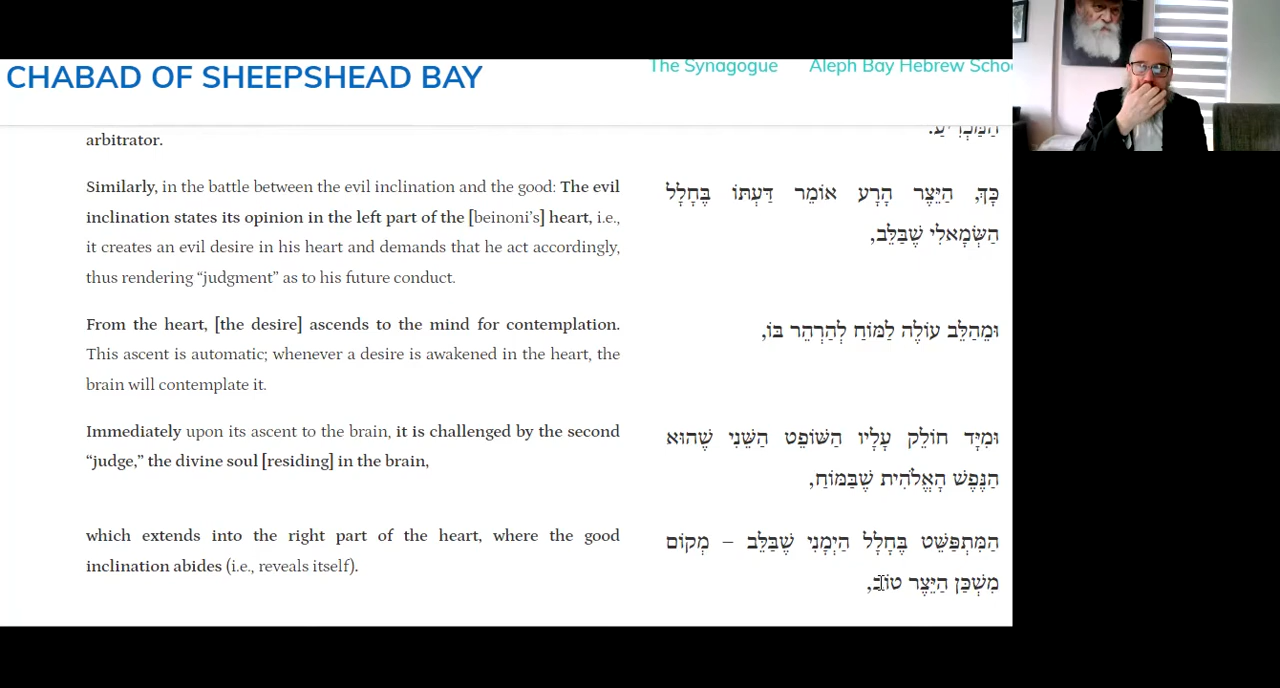 CHABAD OF SHEEPSHEAD BAY
The Synagogue Aleph Bay Hebrew Schoo
arbitrator.
הַמַּכְרִיעַ.
Similarly, in the battle between the evil inclination and the good: The evil
inclination states its opinion in the left part of the [beinoni’s] heart, i.e.,
it creates an evil desire in his heart and demands that he act accordingly,
thus rendering “judgment” as to his future conduct.
כָּךְ, הַיֵּצֶר הָרָע אוֹמֵר דַּעְתּוֹ בֶּחָלָל
הַשְּׂמָאלִי שֶׁבַּלֵּב,
From the heart, [the desire] ascends to the mind for contemplation.
This ascent is automatic; whenever a desire is awakened in the heart, the
brain will contemplate it.
וּמֵהַלֵּב עוֹלֶה לַמּוֹחַ לְהַרְהֵר בּוֹ,
Immediately upon its ascent to the brain, it is challenged by the second
“judge,” the divine soul [residing] in the brain,
וּמִיָּד חוֹלֵק עָלָיו הַשּׁוֹפֵט הַשֵּׁנִי שֶׁהוּא
הַנֶּפֶשׁ הָאֱלֹהִית שֶׁבַּמּוֹחַ,
which extends into the right part of the heart, where the good
inclination abides (i.e., reveals itself).
הַמִּתְפַּשֵּׁט בֶּחָלָל הַיְמָנִי שֶׁבַּלֵּב – מְקוֹם
מִשְׁכַּן הַיֵּצֶר טוֹב,